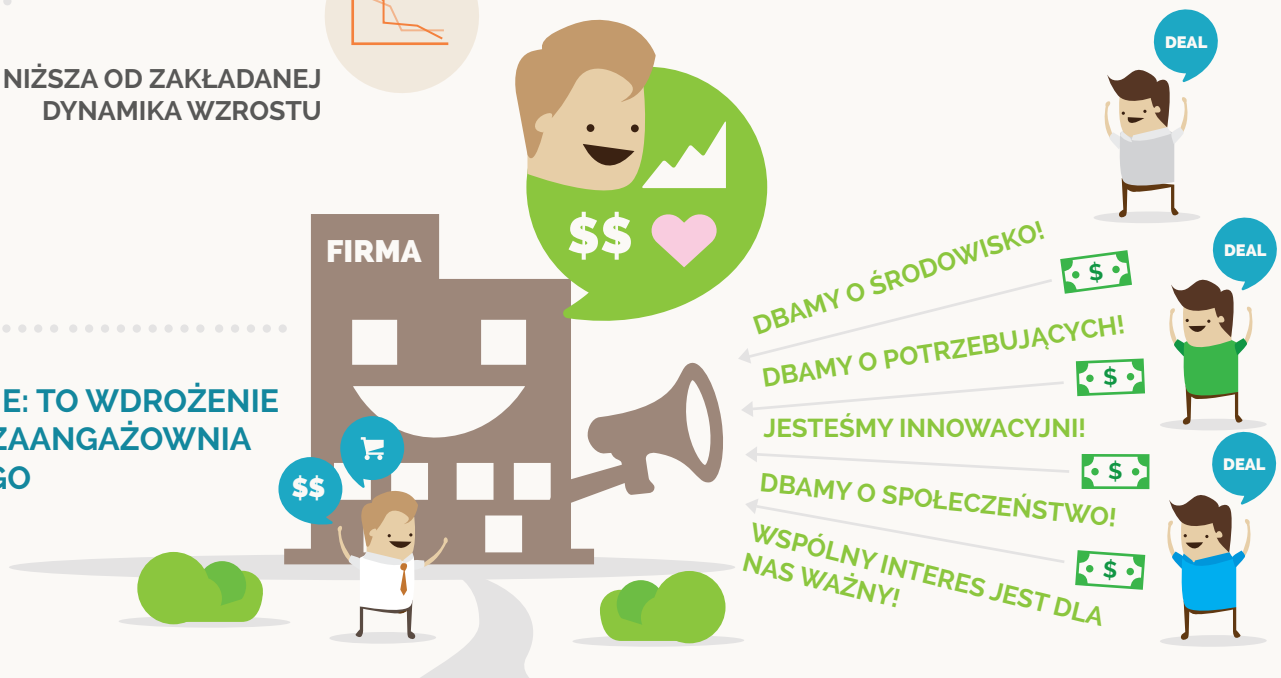 NIŻSZA OD ZAKŁADANEJ
DYNAMIKA WZROSTU
FIRMA
$$
E: TO WDROŻENIE
ZAANGAŻOWNIA
GO
$$
DEAL
DEAL
DEAL
DBAMY O ŚRODOWISKO!
$
DBAMY O POTRZEBUJĄCYCH!
$
JESTEŚMY INNOWACYJNI!
$
DBAMY O SPOŁECZEŃSTWO!
$
WSPÓLNY INTERES JEST DLA
NAS WAŻNY!